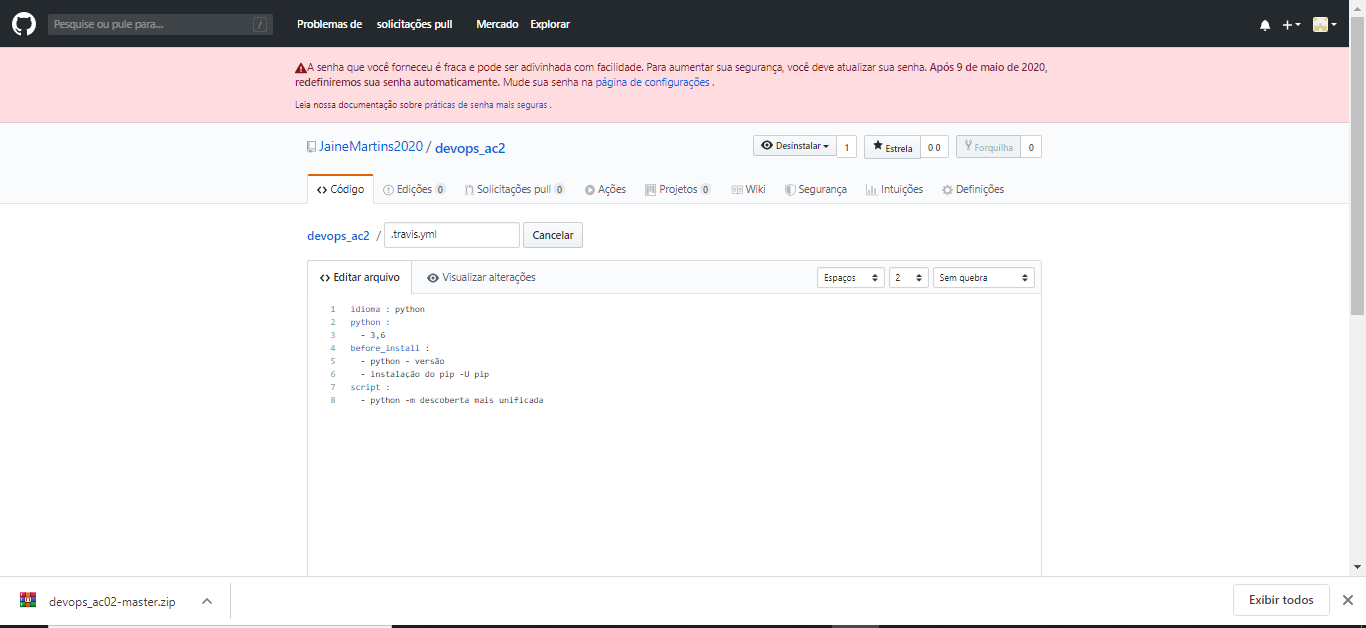 Pesquise ou pule para... / Problemas de solicitações pull Mercado Explorar
A senha que você forneceu é fraca e pode ser adivinhada com facilidade. Para aumentar sua segurança, você deve atualizar sua senha. Após 9 de maio de 2020,
redefiniremos sua senha automaticamente. Mude sua senha na página de configurações .
Leia nossa documentação sobre práticas de senha mais seguras .
JaineMartins2020 / devops_ac2 Desinstalar 1 Estrela 0 0 Forquilha 0
Código Edições 0 Solicitações pull 0 Ações Projetos 0 Wiki Segurança Intuições Definições
devops_ac2 / .travis.yml Cancelar
Editar arquivo Visualizar alterações Espaços 2 Sem quebra
1 idioma : python
2 python :
3 - 3,6
4 before_install :
5 - python - versão
6 - instalação do pip -U pip
7 script :
8 - python -m descoberta mais unificada
devops_ac02-master.zip Exibir todos